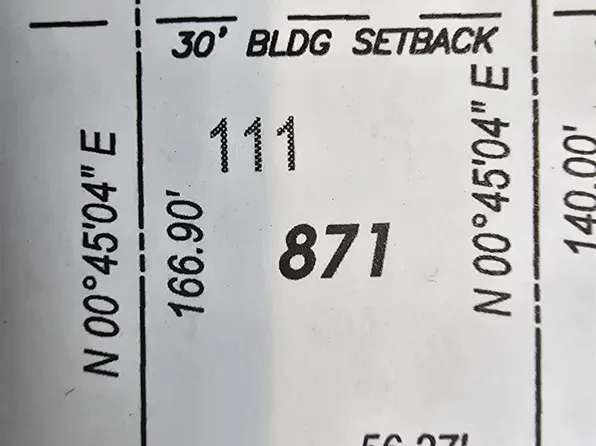 30' BLDG SETBACK
111
N 00°45'04" E
166.90'
871
N 00°45'04" E
140.00'